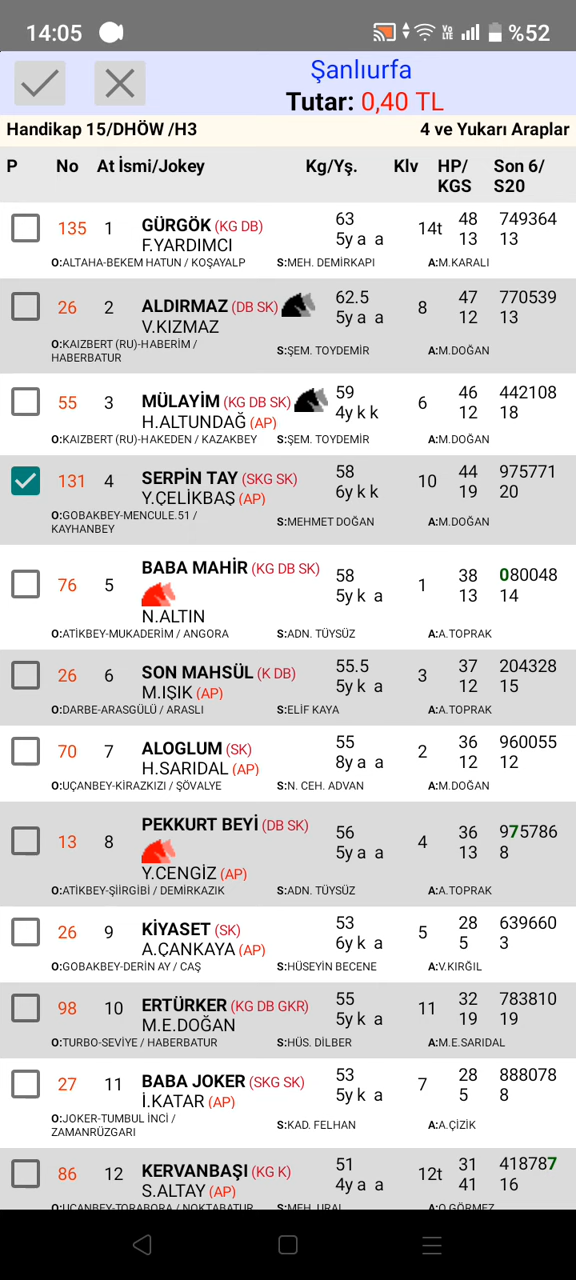 14:05 Vo LTE %52
Şanlıurfa
Tutar: 0,40 TL
Handikap 15/DHÖW /H3 4 ve Yukarı Araplar
P No At İsmi/Jokey Kg/Yş. Klv HP/ KGS Son 6/ S20
135 1 GÜRGÖK (KG DB) 63 14t 48 749364
F.YARDIMCI 5y a a 13 13
O:ALTAHA-BEKEM HATUN / KOŞAYALP S:MEH. DEMİRKAPI A:M.KARALI
26 2 ALDIRMAZ (DB SK) 62.5 8 47 770539
V.KIZMAZ 5y a a 12 13
O:KAIZBERT (RU)-HABERİM / S:ŞEM. TOYDEMİR A:M.DOĞAN
HABERBATUR
55 3 MÜLAYİM (KG DB SK) 59 6 46 442108
H.ALTUNDAĞ (AP) 4y k k 12 18
O:KAIZBERT (RU)-HAKEDEN / KAZAKBEY S:ŞEM. TOYDEMİR A:M.DOĞAN
131 4 SERPİN TAY (SKG SK) 58 10 44 975771
Y.ÇELİKBAŞ (AP) 6y k k 19 20
O:GOBAKBEY-MENCULE.51 / S:MEHMET DOĞAN A:M.DOĞAN
KAYHANBEY
76 5 BABA MAHİR (KG DB SK) 58 1 38 080048
N.ALTIN 5y k a 13 14
O:ATİKBEY-MUKADERİM / ANGORA S:ADN. TÜYSÜZ A:A.TOPRAK
26 6 SON MAHSÜL (K DB) 55.5 3 37 204328
M.IŞIK (AP) 5y k a 12 15
O:DARBE-ARASGÜLÜ / ARASLI S:ELİF KAYA A:A.TOPRAK
70 7 ALOGLUM (SK) 55 2 36 960055
H.SARIDAL (AP) 8y a a 12 12
O:UÇANBEY-KİRAZKIZI / ŞÖVALYE S:N. CEH. ADVAN A:M.DOĞAN
13 8 PEKKURT BEYİ (DB SK) 56 4 36 975786
Y.CENGİZ (AP) 5y a a 13 8
O:ATİKBEY-ŞİİRGİBİ / DEMİRKAZIK S:ADN. TÜYSÜZ A:A.TOPRAK
26 9 KİYASET (SK) 53 5 28 639660
A.ÇANKAYA (AP) 6y k a 5 3
O:GOBAKBEY-DERİN AY / CAŞ S:HÜSEYİN BECENE A:V.KIRĞIL
98 10 ERTÜRKER (KG DB GKR) 55 11 32 783810
M.E.DOĞAN 5y k a 19 19
O:TURBO-SEVİYE / HABERBATUR S:HÜS. DİLBER A:M.E.SARIDAL
27 11 BABA JOKER (SKG SK) 53 7 28 888078
İ.KATAR (AP) 5y k a 5 8
O:JOKER-TUMBUL İNCİ / S:KAD. FELHAN A:A.ÇİZİK
ZAMANRÜZGARI
86 12 KERVANBAŞI (KG K) 51 12t 31 418787
S.ALTAY (AP) 4y a a 41 16
O:UÇANBEY-TORABORA / NOKTABATUR S:MEH. URAL A:O.GÖRMEZ